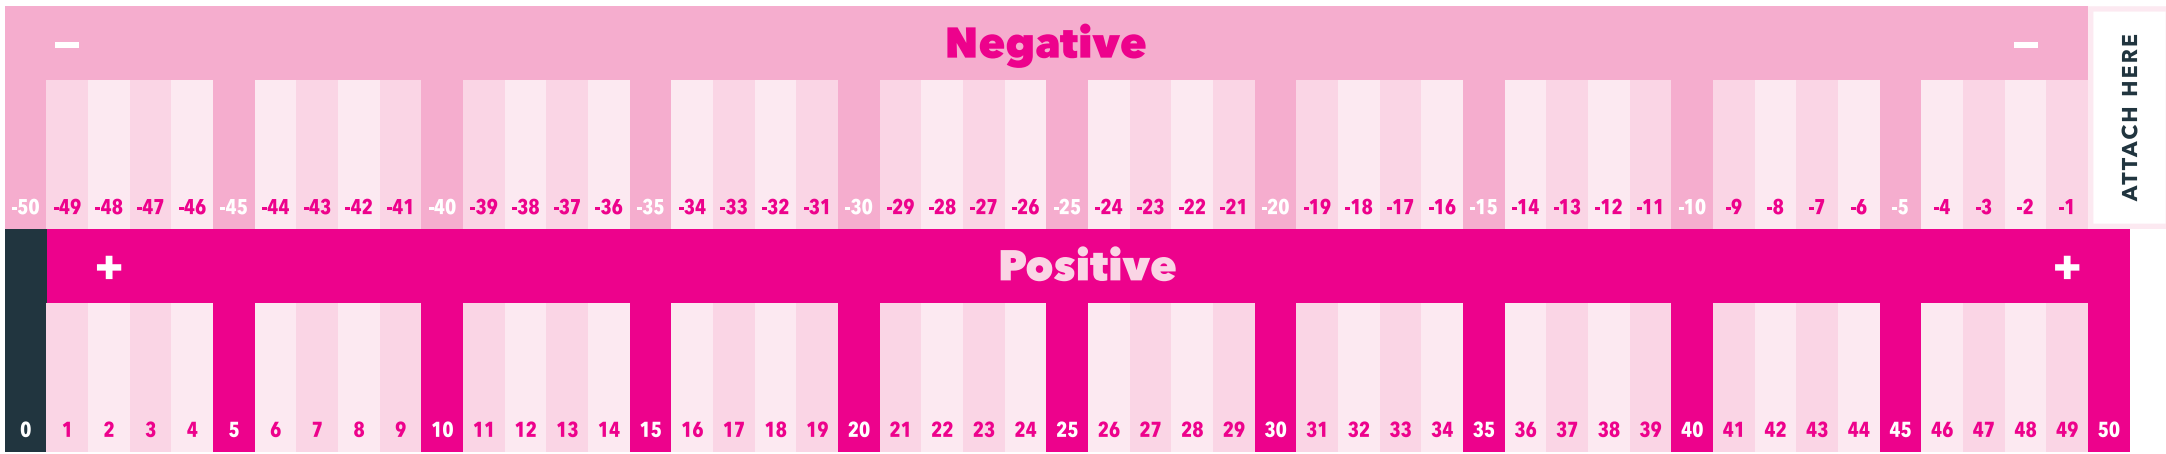 − Negative −
-50 -49 -48 -47 -46 -45 -44 -43 -42 -41 -40 -39 -38 -37 -36 -35 -34 -33 -32 -31 -30 -29 -28 -27 -26 -25 -24 -23 -22 -21 -20 -19 -18 -17 -16 -15 -14 -13 -12 -11 -10 -9 -8 -7 -6 -5 -4 -3 -2 -1
ATTACH HERE
+ Positive +
0 1 2 3 4 5 6 7 8 9 10 11 12 13 14 15 16 17 18 19 20 21 22 23 24 25 26 27 28 29 30 31 32 33 34 35 36 37 38 39 40 41 42 43 44 45 46 47 48 49 50